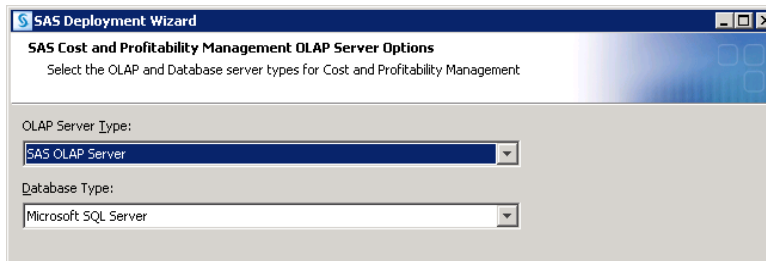 SAS Deployment Wizard
SAS Cost and Profitability Management OLAP Server Options
Select the OLAP and Database server types for Cost and Profitability Management
OLAP Server Type:
SAS OLAP Server
Database Type:
Microsoft SQL Server